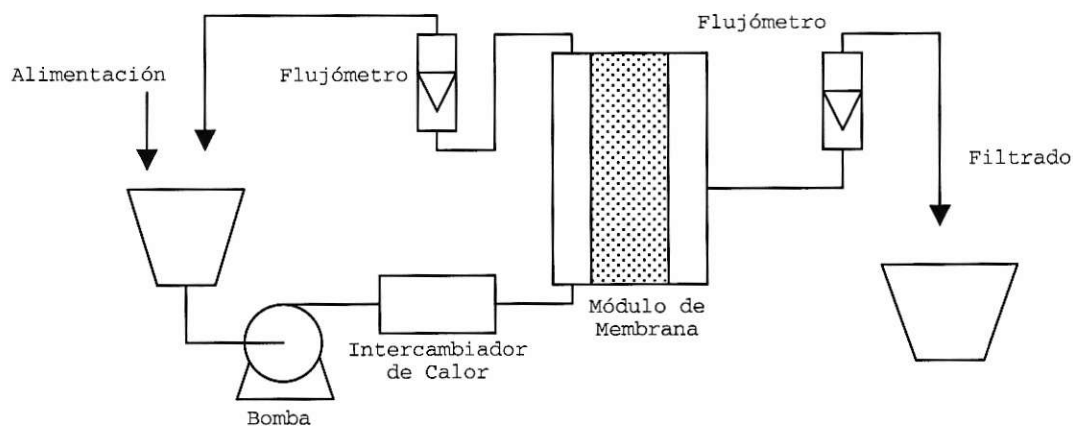 Flujómetro
Alimentación
Flujómetro
Filtrado
Módulo de
Membrana
Intercambiador
de Calor
Bomba